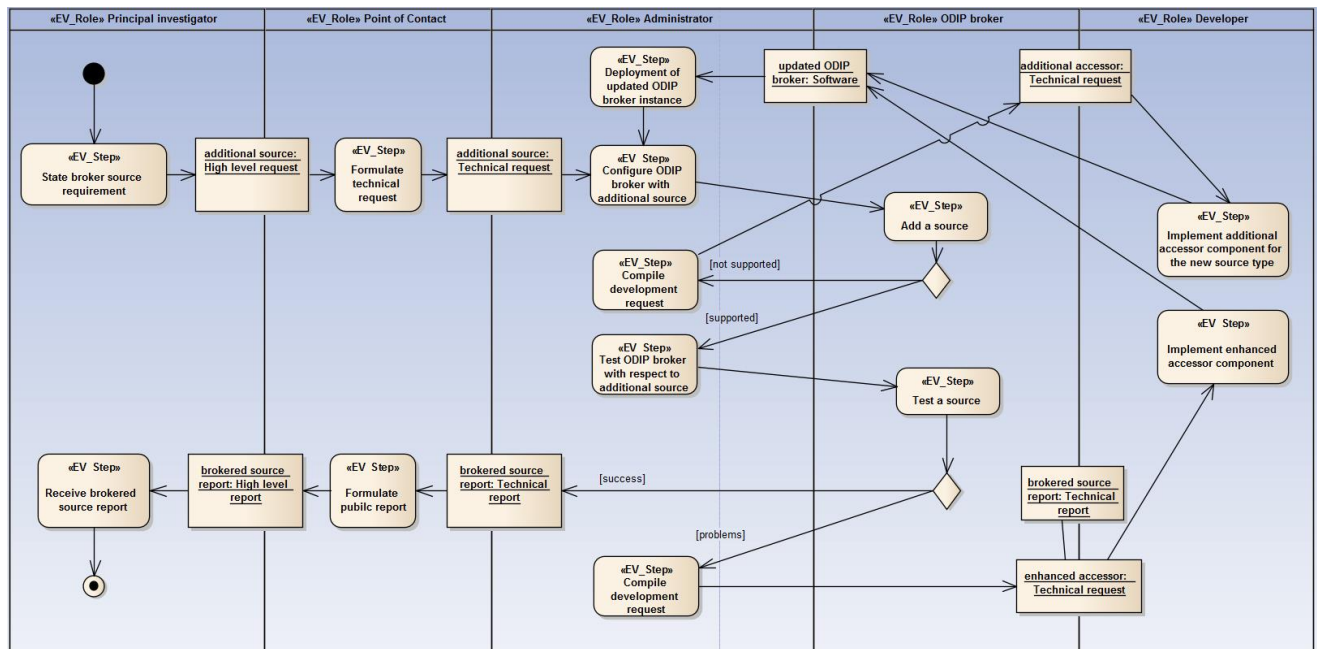 «EV_Role» Principal investigator
«EV_Role» Point of Contact
«EV_Role» Administrator
«EV_Role» ODIP broker
«EV_Role» Developer
«EV_Step»
Deployment of
updated ODIP
broker instance
updated ODIP
broker: Software
additional accessor:
Technical request
«EV_Step»
State broker source
requirement
additional source:
High level request
«EV_Step»
Formulate
technical
request
additional source:
Technical request
«EV_Step»
Configure ODIP
broker with
additional source
«EV_Step»
Add a source
«EV_Step»
Implement additional
accessor component for
the new source type
«EV_Step»
Compile
development
request
[not supported]
[supported]
«EV_Step»
Test ODIP broker
with respect to
additional source
«EV_Step»
Test a source
«EV Step»
Implement enhanced
accessor component
«EV Step»
Receive brokered
source report
brokered source
report: High level
report
«EV Step»
Formulate
pubilc report
brokered source
report: Technical
report
[success]
brokered source
report: Technical
report
[problems]
«EV_Step»
Compile
development
request
enhanced accessor:
Technical request